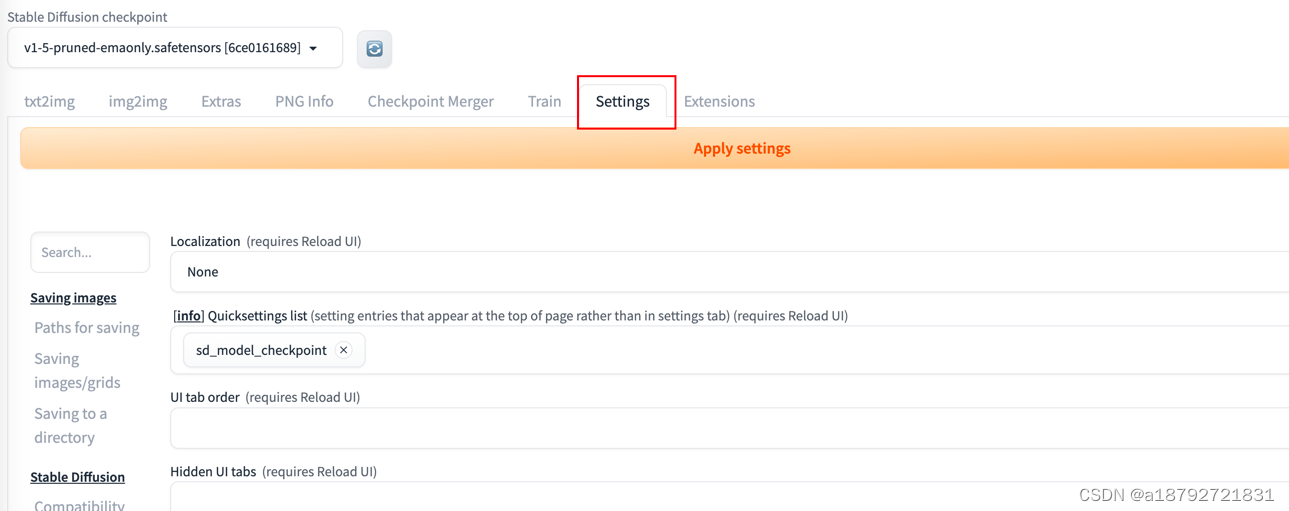 Stable Diffusion checkpoint
v1-5-pruned-emaonly.safetensors [6ce0161689]
txt2img img2img Extras PNG Info Checkpoint Merger Train Settings Extensions
Apply settings
Search...
Localization (requires Reload UI)
None
Saving images
[info] Quicksettings list (setting entries that appear at the top of page rather than in settings tab) (requires Reload UI)
Paths for saving
sd_model_checkpoint ×
Saving
images/grids
UI tab order (requires Reload UI)
Saving to a
directory
Hidden UI tabs (requires Reload UI)
Stable Diffusion
Compatibility
CSDN @a18792721831